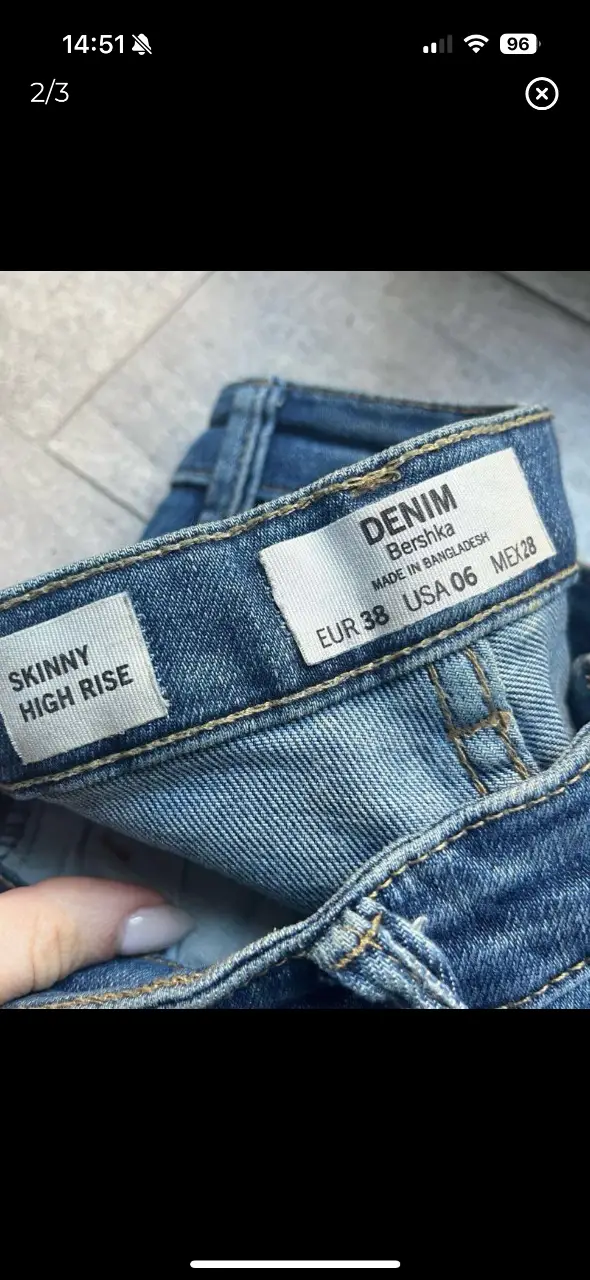 14:51
96
2/3
DENIM
Bershka
MADE IN BANGLADESH
EUR 38 USA 06 MEX 28
SKINNY
HIGH RISE